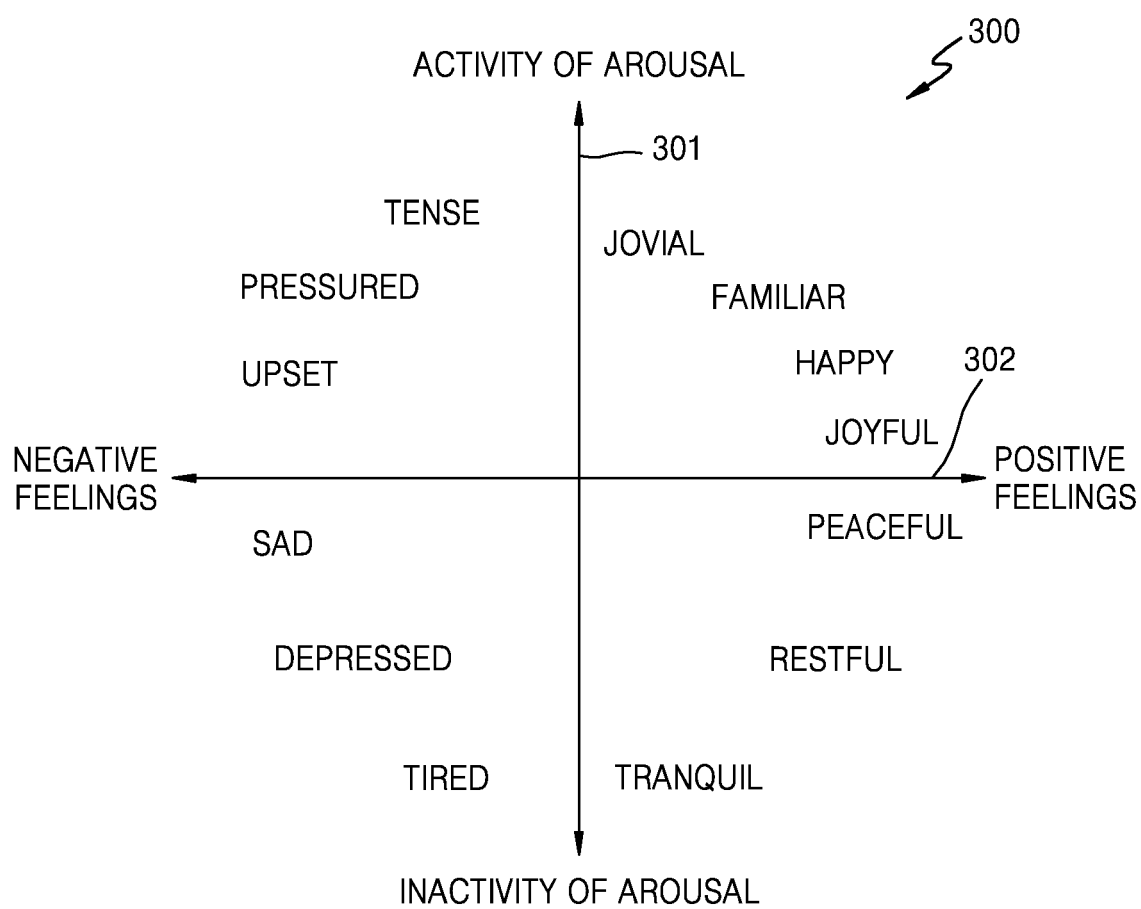 300
ACTIVITY OF AROUSAL
301
TENSE
JOVIAL
PRESSURED
FAMILIAR
UPSET
HAPPY
302
JOYFUL
NEGATIVE
FEELINGS
POSITIVE
FEELINGS
PEACEFUL
SAD
DEPRESSED
RESTFUL
TIRED
TRANQUIL
INACTIVITY OF AROUSAL